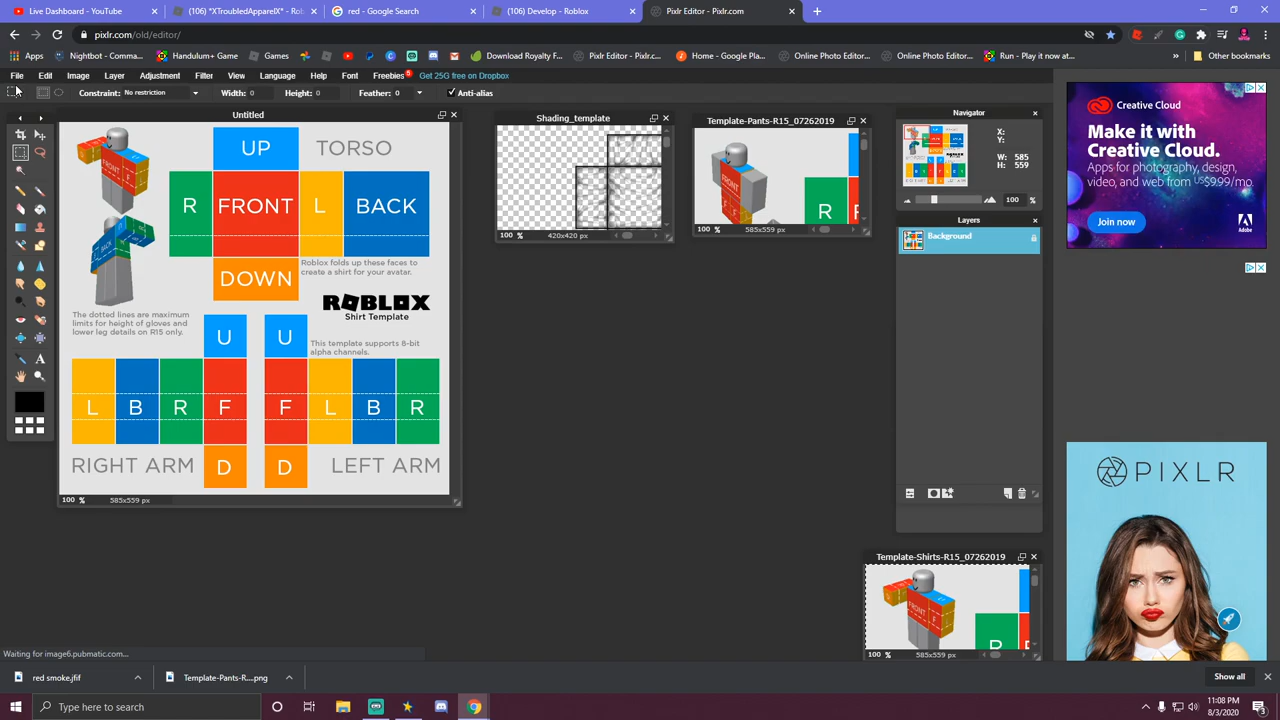 Live Dashboard - YouTube
(106) *XTroubledAppareIX* - Rob
red - Google Search
(106) Develop - Roblox
Pixlr Editor - Pixlr.com
pixlr.com/old/editor/
Apps
Nightbot - Comma...
Handulum+ Game
Games
Download Royalty F...
Pixlr Editor - Pixlr.c...
Home - Piktochart
Online Photo Editor...
Online Photo Editor...
Run - Play it now at...
Other bookmarks
File Edit Image Layer Adjustment Filter View Language Help Font Freebies Get 25G free on Dropbox
Constraint: No restriction Width: 0 Height: 0 Feather: 0 Anti-alias
Untitled
UP TORSO
R FRONT L BACK
DOWN
Roblox folds up these faces to
create a shirt for your avatar.
ROBLOX
Shirt Template
The dotted lines are maximum
limits for height of gloves and
lower leg details on R15 only.
U U
This template supports 8-bit
alpha channels.
L B R F F L B R
RIGHT ARM D D LEFT ARM
100 % 585x559 px
Shading_template
100 % 420x420 px
Template-Pants-R15_07262019
FRONT
R
100 % 585x559 px
Navigator
X:
Y:
W: 585
H: 559
100 %
Layers
Background
Template-Shirts-R15_07262019
FRONT F
R
100 % 585x559 px
Creative Cloud
Make it with
Creative Cloud.
Apps for photography, design,
video, and web from US$9.99/mo.
Join now
Adobe
PIXLR
Waiting for image6.pubmatic.com...
red smoke.jfif
Template-Pants-R....png
Show all
Type here to search
11:08 PM
8/3/2020